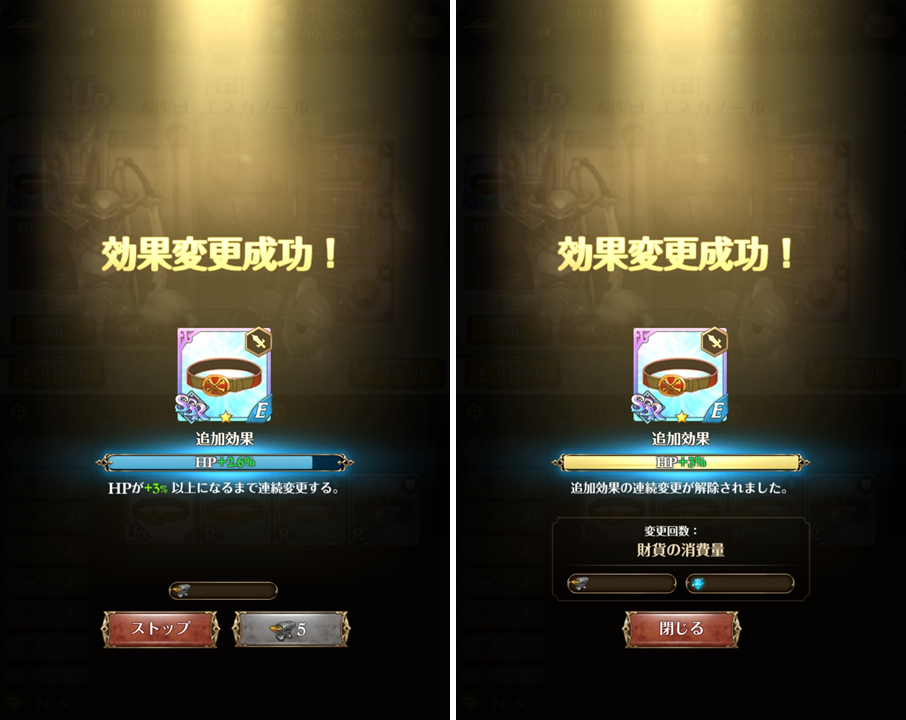 効果変更成功!
SSR
E
追加効果
HP+2.6%
HPが+3%以上になるまで連続変更する。
ストップ
5
効果変更成功!
SSR
E
追加効果
HP+3%
追加効果の連続変更が解除されました。
変更回数:
財貨の消費量
閉じる